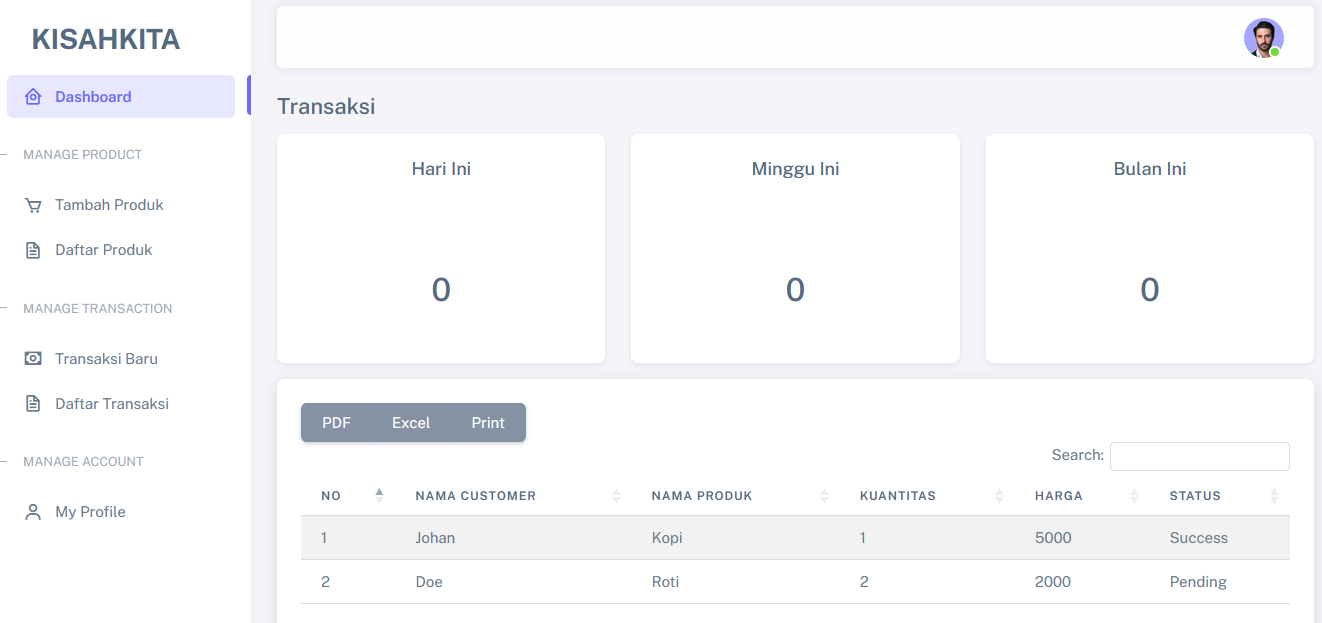 KISAHKITA
Dashboard
MANAGE PRODUCT
Tambah Produk
Daftar Produk
MANAGE TRANSACTION
Transaksi Baru
Daftar Transaksi
MANAGE ACCOUNT
My Profile
Transaksi
Hari Ini
0
Minggu Ini
0
Bulan Ini
0
PDF Excel Print
Search:
NO NAMA CUSTOMER NAMA PRODUK KUANTITAS HARGA STATUS
1 Johan Kopi 1 5000 Success
2 Doe Roti 2 2000 Pending